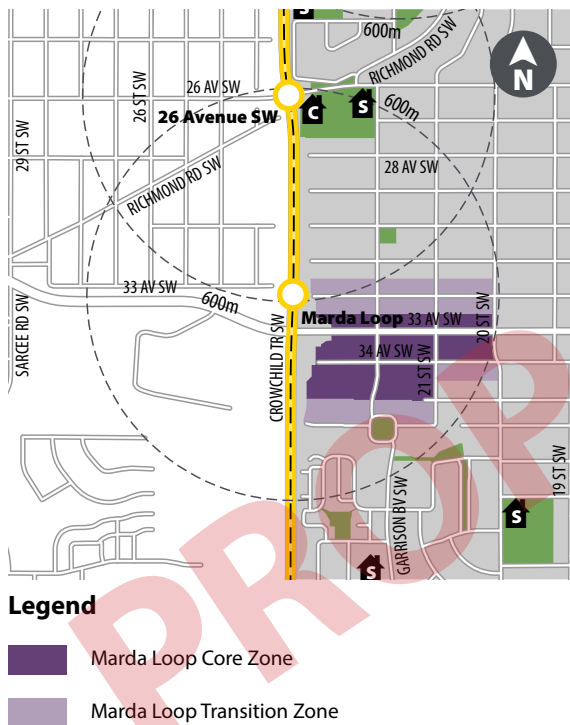 S
600m
RICHMOND RD SW
N
26 AV SW
26 ST SW
29 ST SW
26 Avenue SW
C
S
600m
28 AV SW
RICHMOND RD SW
33 AV SW
600m
SARCEE RD SW
CROWCHILD TR SW
Marda Loop
33 AV SW
34 AV SW
21 ST SW
20 ST SW
19 ST SW
GARRISON BV SW
S
S
PROP
Legend
Marda Loop Core Zone
Marda Loop Transition Zone